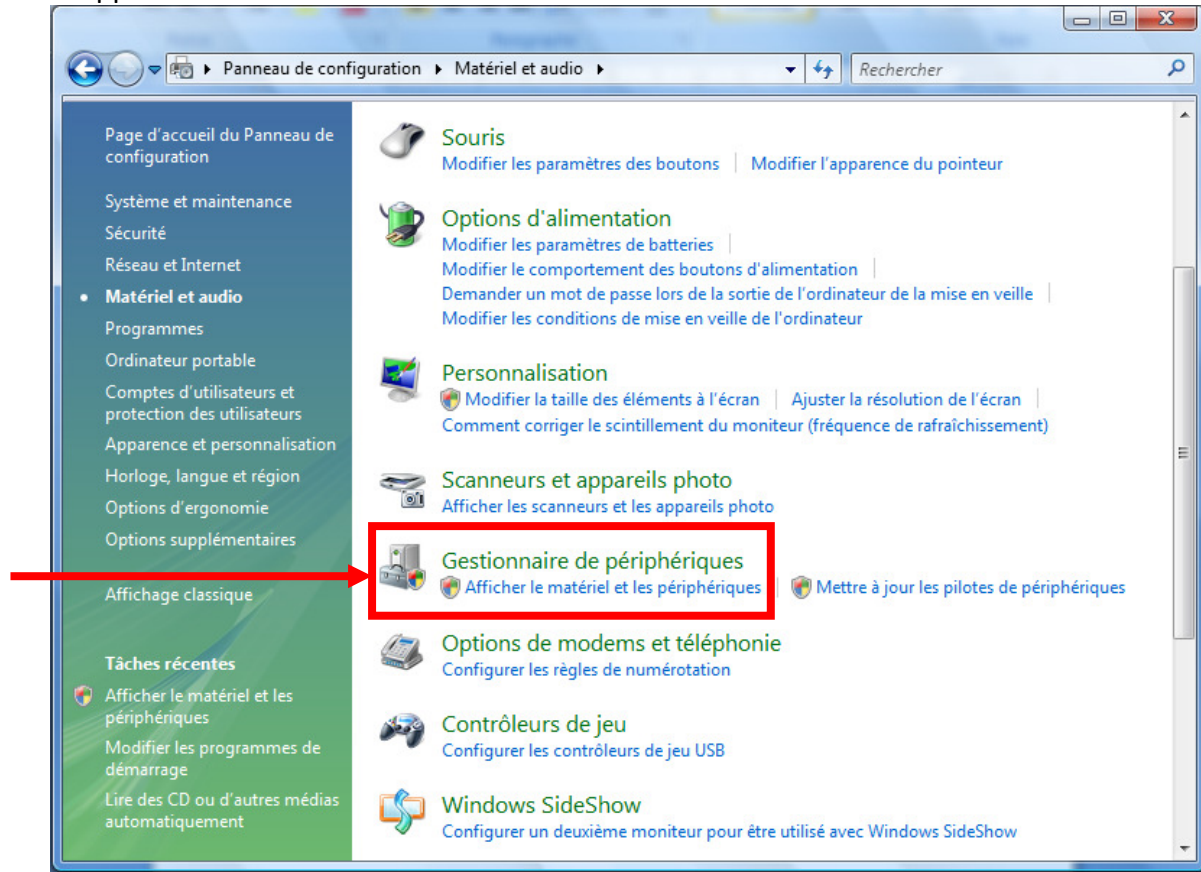 Panneau de configuration Matériel et audio
Rechercher
Page d'accueil du Panneau de
configuration
Système et maintenance
Sécurité
Réseau et Internet
• Matériel et audio
Programmes
Ordinateur portable
Comptes d'utilisateurs et
protection des utilisateurs
Apparence et personnalisation
Horloge, langue et région
Options d'ergonomie
Options supplémentaires
Affichage classique
Tâches récentes
Afficher le matériel et les
périphériques
Modifier les programmes de
démarrage
Lire des CD ou d'autres médias
automatiquement
Souris
Modifier les paramètres des boutons | Modifier l'apparence du pointeur
Options d'alimentation
Modifier les paramètres de batteries |
Modifier le comportement des boutons d'alimentation |
Demander un mot de passe lors de la sortie de l'ordinateur de la mise en veille |
Modifier les conditions de mise en veille de l'ordinateur
Personnalisation
Modifier la taille des éléments à l'écran | Ajuster la résolution de l'écran |
Comment corriger le scintillement du moniteur (fréquence de rafraîchissement)
Scanneurs et appareils photo
Afficher les scanneurs et les appareils photo
Gestionnaire de périphériques
Afficher le matériel et les périphériques | Mettre à jour les pilotes de périphériques
Options de modems et téléphonie
Configurer les règles de numérotation
Contrôleurs de jeu
Configurer les contrôleurs de jeu USB
Windows SideShow
Configurer un deuxième moniteur pour être utilisé avec Windows SideShow